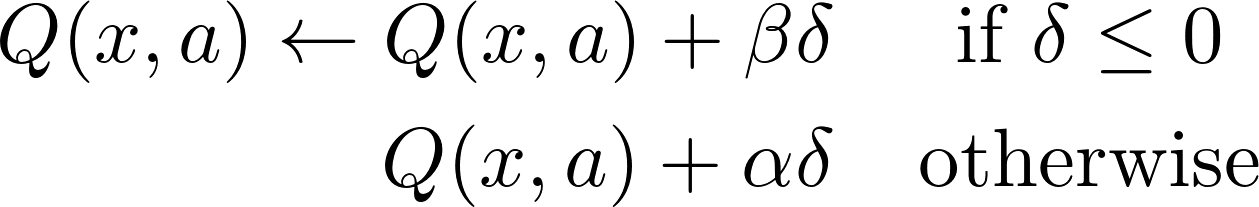 Q(x, a) ← Q(x, a) + βδ if δ ≤ 0
Q(x, a) + αδ otherwise